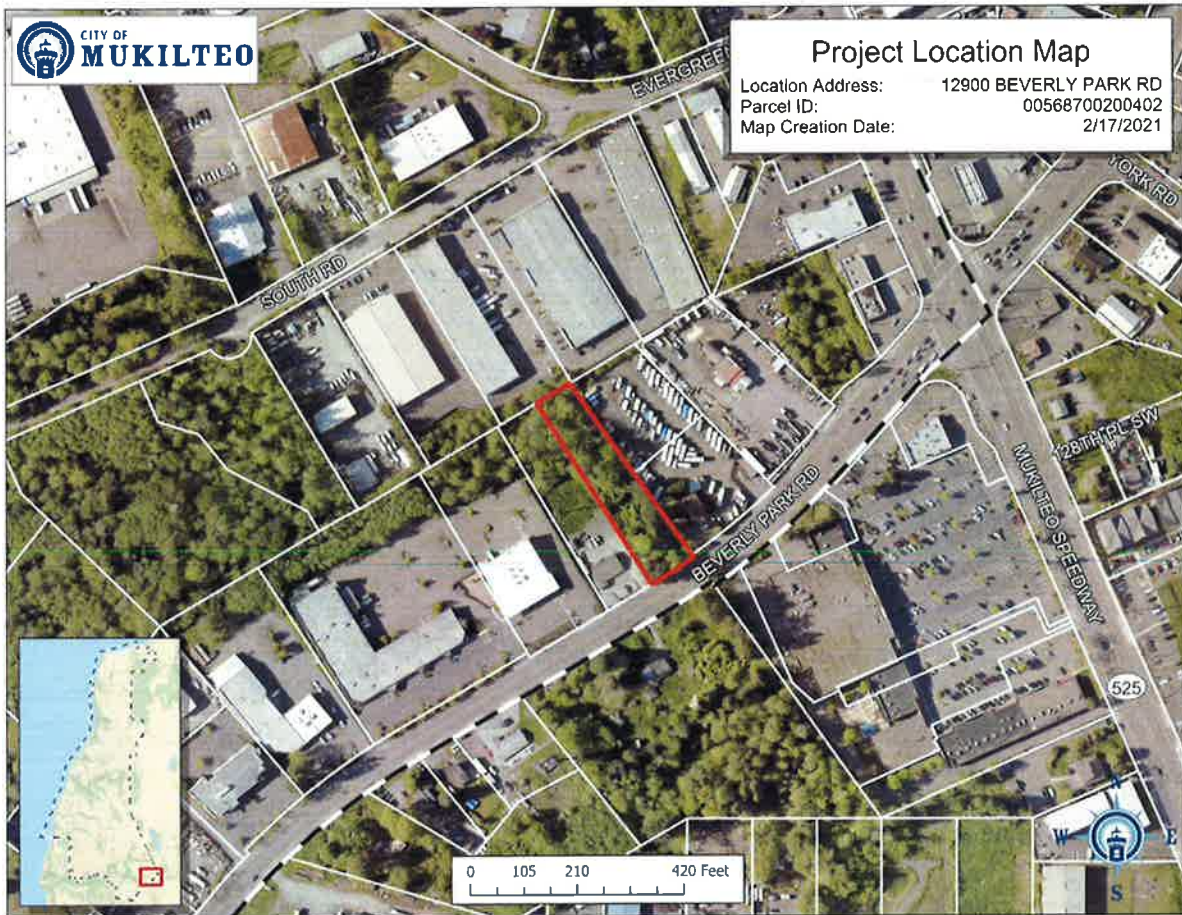 CITY OF
MUKILTEO
Project Location Map
Location Address: 12900 BEVERLY PARK RD
Parcel ID: 00568700200402
Map Creation Date: 2/17/2021
EVERGREEN
YORK RD
SOUTH RD
128TH PL SW
BEVERLY PARK RD
MUKILTEO SPEEDWAY
525
N
W E
S
0 105 210 420 Feet